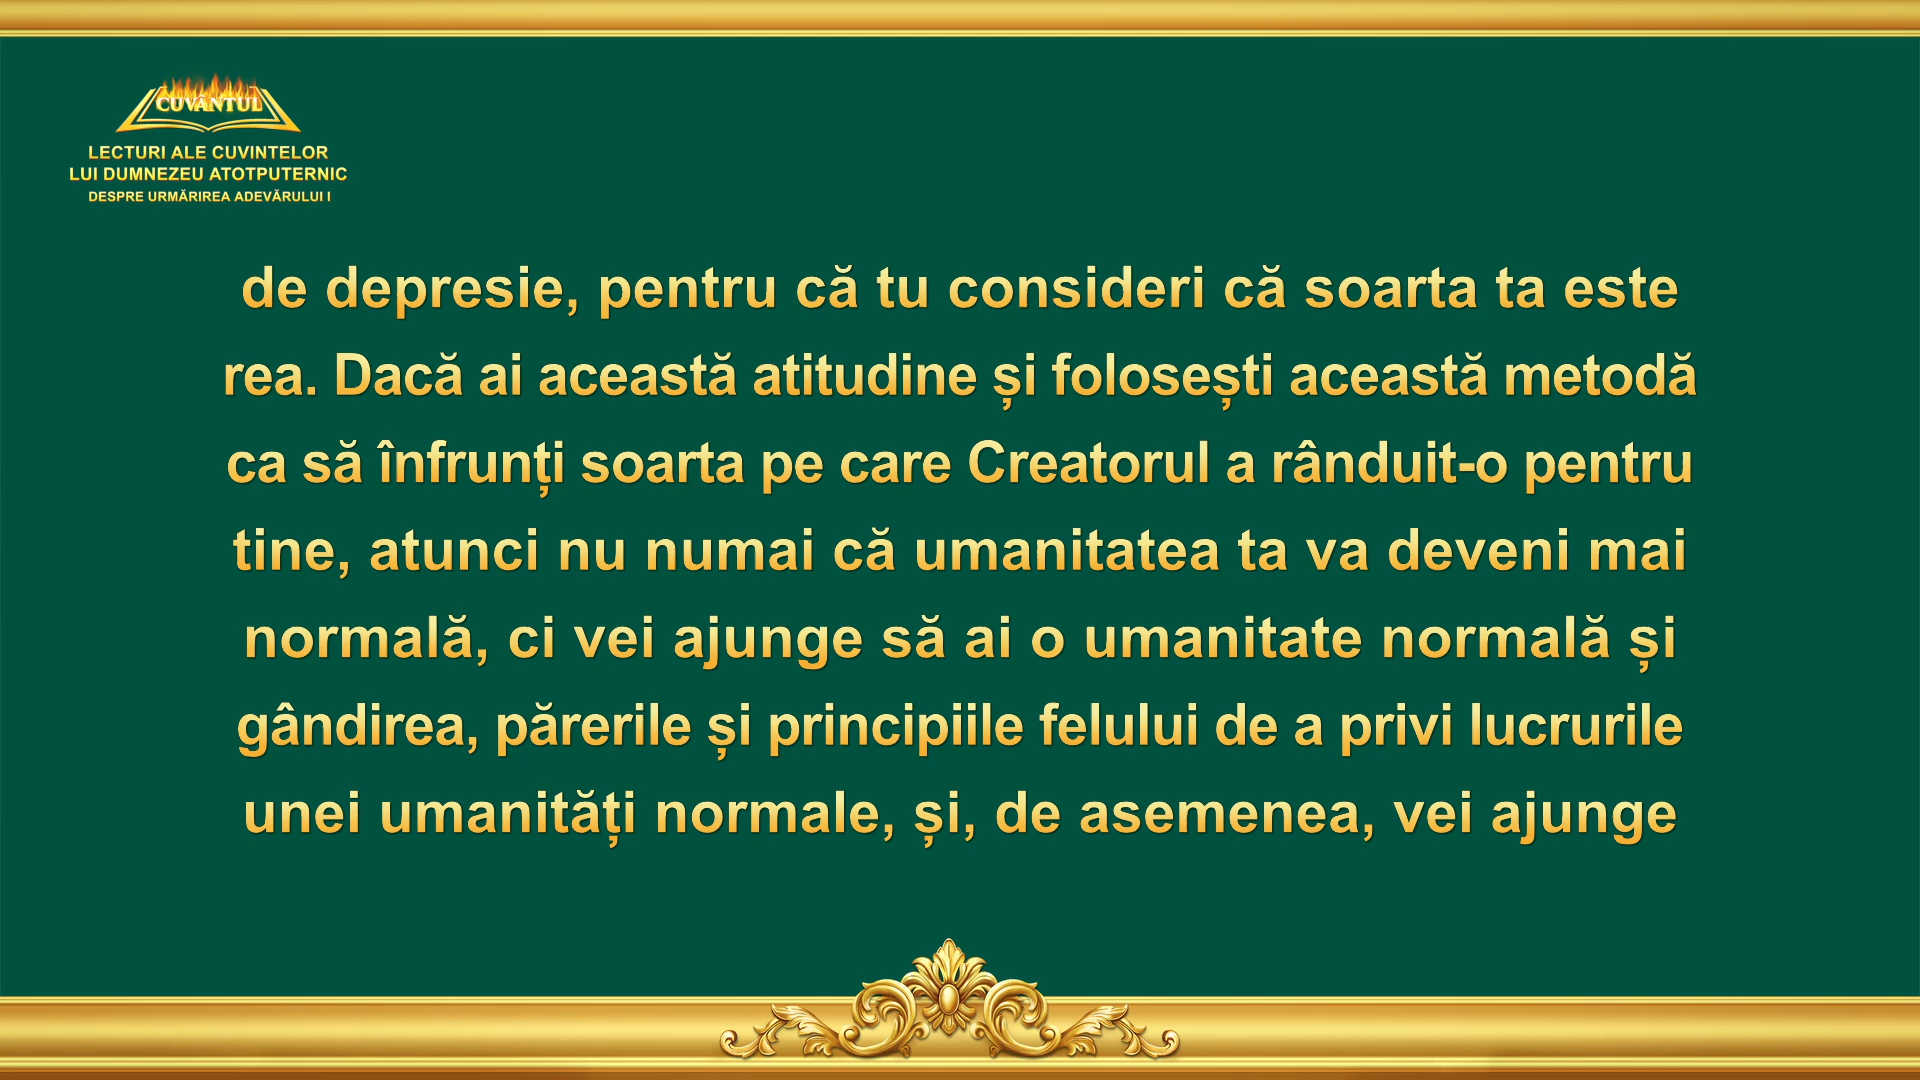 CUVÂNTUL
LECTURI ALE CUVINTELOR
LUI DUMNEZEU ATOTPUTERNIC
DESPRE URMĂRIREA ADEVĂRULUI I
de depresie, pentru că tu consideri că soarta ta este
rea. Dacă ai această atitudine și folosești această metodă
ca să înfrunți soarta pe care Creatorul a rânduit-o pentru
tine, atunci nu numai că umanitatea ta va deveni mai
normală, ci vei ajunge să ai o umanitate normală și
gândirea, părerile și principiile felului de a privi lucrurile
unei umanități normale, și, de asemenea, vei ajunge